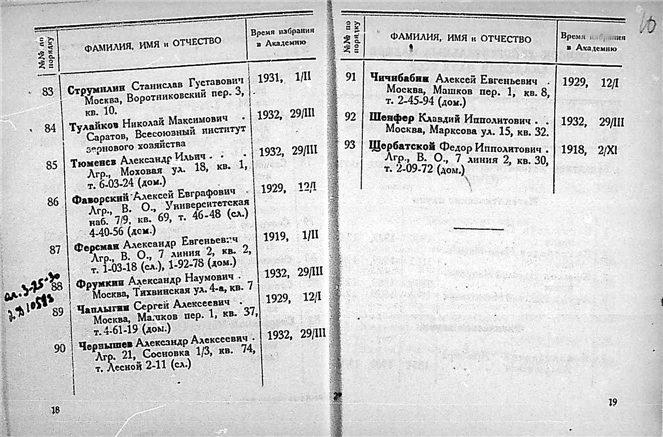 №№ по порядку
ФАМИЛИЯ, ИМЯ и ОТЧЕСТВО
Время избрания в Академию
83 Струмилин Станислав Густавович 1931, 1/II
Москва, Воротниковский пер. 3,
кв. 10.
84 Тулайков Николай Максимович . 1932, 29/III
Саратов, Всесоюзный институт
зернового хозяйства
85 Тюменев Александр Ильич . . . 1932, 29/III
Лгр., Моховая ул. 18, кв. 1,
т. 6-03-24 (дом.)
86 Фаворский Алексей Евграфович . 1929, 12/I
Лгр., В. О., Университетская
наб. 7/9, кв. 69, т. 46-48 (сл.)
4-40-56 (дом.)
87 Ферсман Александр Евгеньевич 1919, 1/II
Лгр., В. О., 7 линия 2, кв. 2,
т. 1-03-18 (сл.), 1-92-78 (дом.)
88 Фрумкин Александр Наумович . 1932, 29/III
Москва, Тихвинская ул. 4-а, кв. 7
89 Чаплыгин Сергей Алексеевич . 1929, 12/I
Москва, Машков пер. 1, кв. 37,
т. 4-61-19 (дом.)
90 Чернышев Александр Алексеевич . 1932, 29/III
Лгр. 21, Сосновка 1/3, кв. 74,
т. Лесной 2-11 (сл.)
18
№№ по порядку
ФАМИЛИЯ, ИМЯ и ОТЧЕСТВО
Время избрания в Академию
91 Чичибабин Алексей Евгеньевич . 1929, 12/I
Москва, Машков пер. 1, кв. 8,
т. 2-45-94 (дом.)
92 Шенфер Клавдий Ипполитович . 1932, 29/III
Москва, Марксова ул. 15, кв. 32.
93 Щербатской Федор Ипполитович . 1918, 2/XI
Лгр., В. О., 7 линия 2, кв. 30,
т. 2-09-72 (дом.)
19